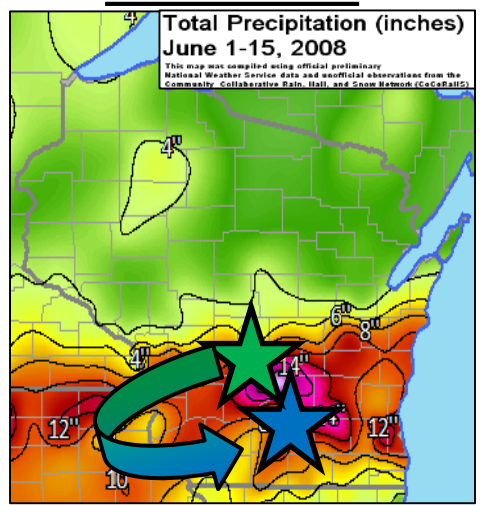 Total Precipitation (inches)
June 1-15, 2008
This map was compiled using official preliminary
National Weather Service data and unofficial observations from the
Community Collaborative Rain, Hail, and Snow Network (CoCoRaHS)
4
4"
6"
8"
4"
14"
12"
12"
10